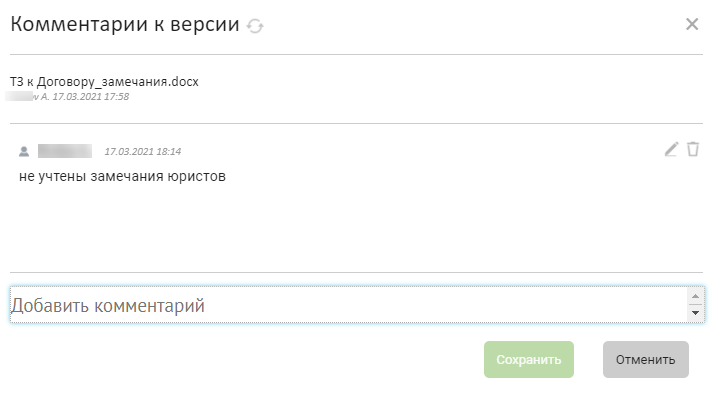 Комментарии к версии
ТЗ к Договору_замечания.docx
v А. 17.03.2021 17:58
17.03.2021 18:14
не учтены замечания юристов
Добавить комментарий
Сохранить
Отменить